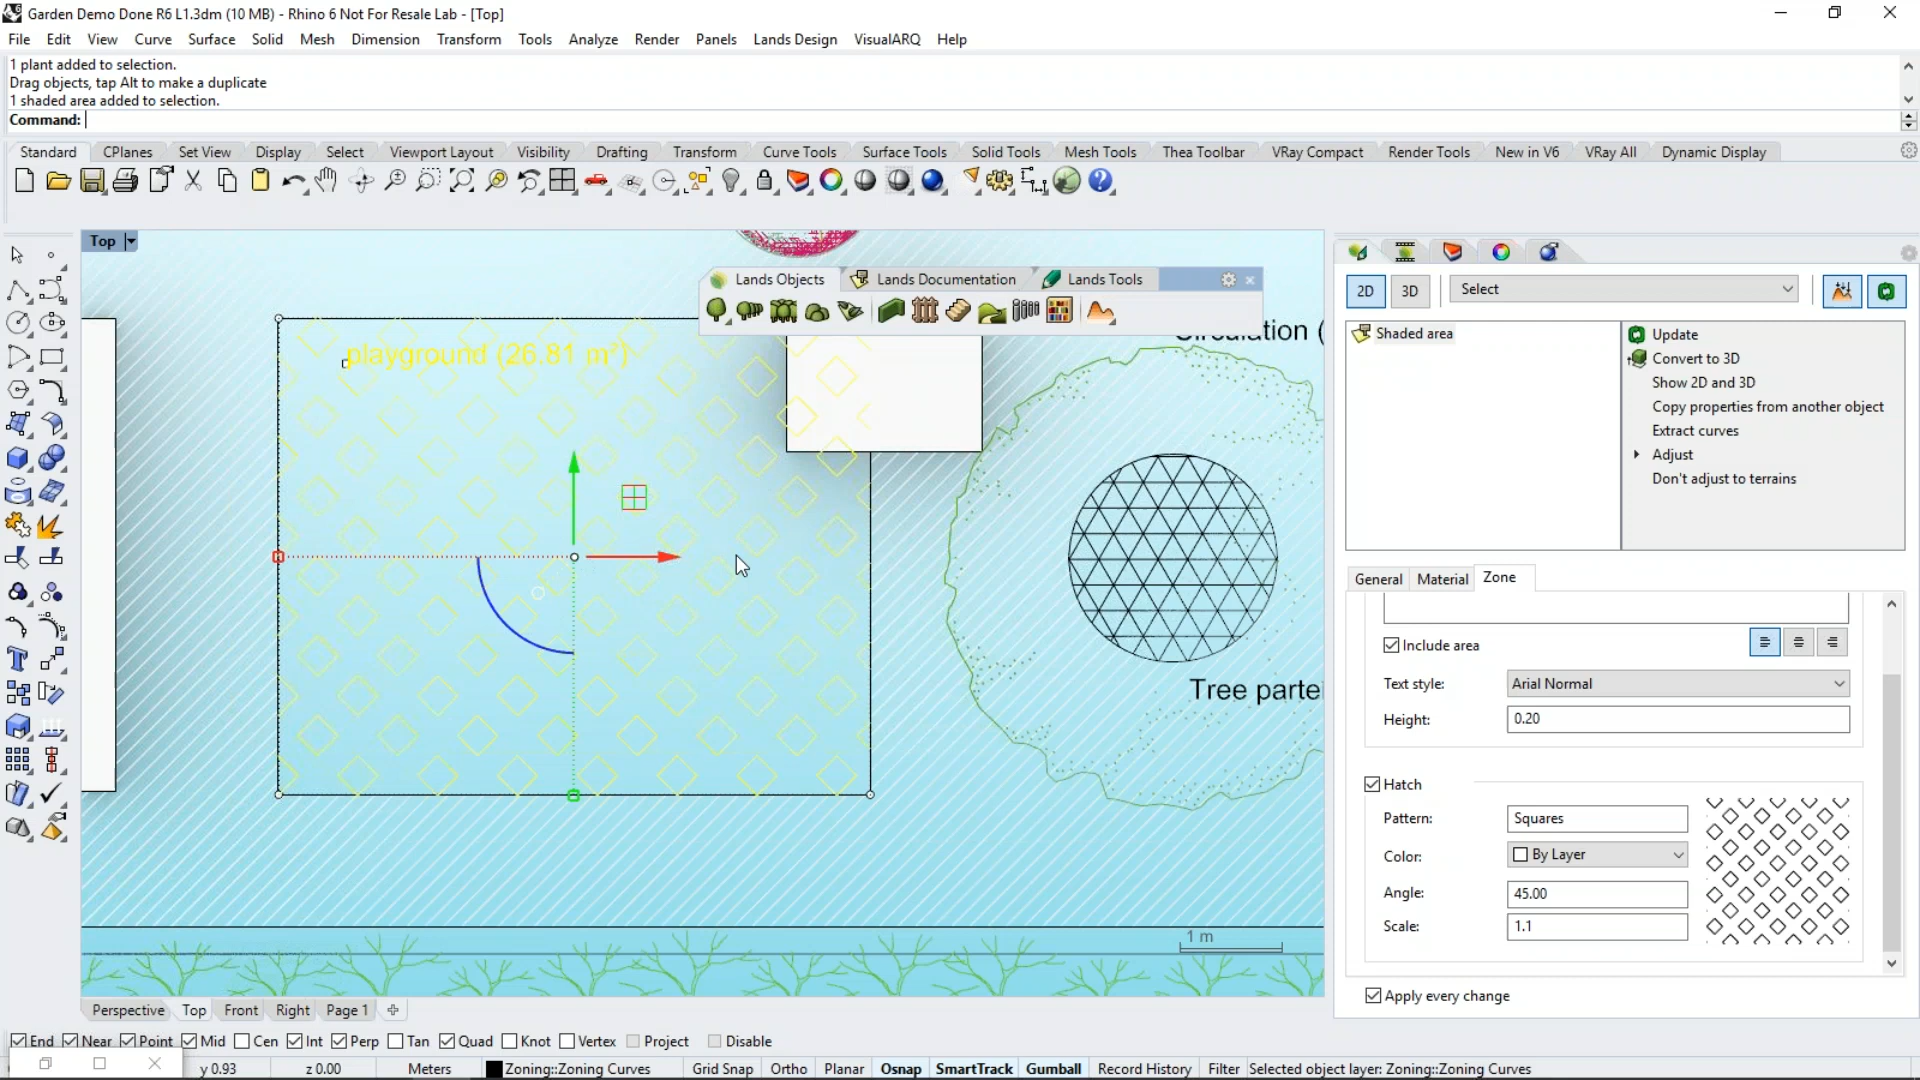 Garden Demo Done R6 L1.3dm (10 MB) - Rhino 6 Not For Resale Lab - [Top]
File Edit View Curve Surface Solid Mesh Dimension Transform Tools Analyze Render Panels Lands Design VisualARQ Help
1 plant added to selection.
Drag objects, tap Alt to make a duplicate
1 shaded area added to selection.
Command:
Standard CPlanes Set View Display Select Viewport Layout Visibility Drafting Transform Curve Tools Surface Tools Solid Tools Mesh Tools Thea Toolbar VRay Compact Render Tools New in V6 VRay All Dynamic Display
Top
Lands Objects Lands Documentation Lands Tools
2D 3D Select
playground (26.81 m²)
Shaded area
Update
Convert to 3D
Show 2D and 3D
Copy properties from another object
Extract curves
Adjust
Don't adjust to terrains
General Material Zone
Include area
Text style: Arial Normal
Height: 0.20
Tree
Hatch
Pattern: Squares
Color: By Layer
Angle: 45.00
Scale: 1.1
1 m
Apply every change
Perspective Top Front Right Page 1
End Near Point Mid Cen Int Perp Tan Quad Knot Vertex Project Disable
y 0.93 z 0.00 Meters Zoning::Zoning Curves Grid Snap Ortho Planar Osnap SmartTrack Gumball Record History Filter Selected object layer: Zoning::Zoning Curves